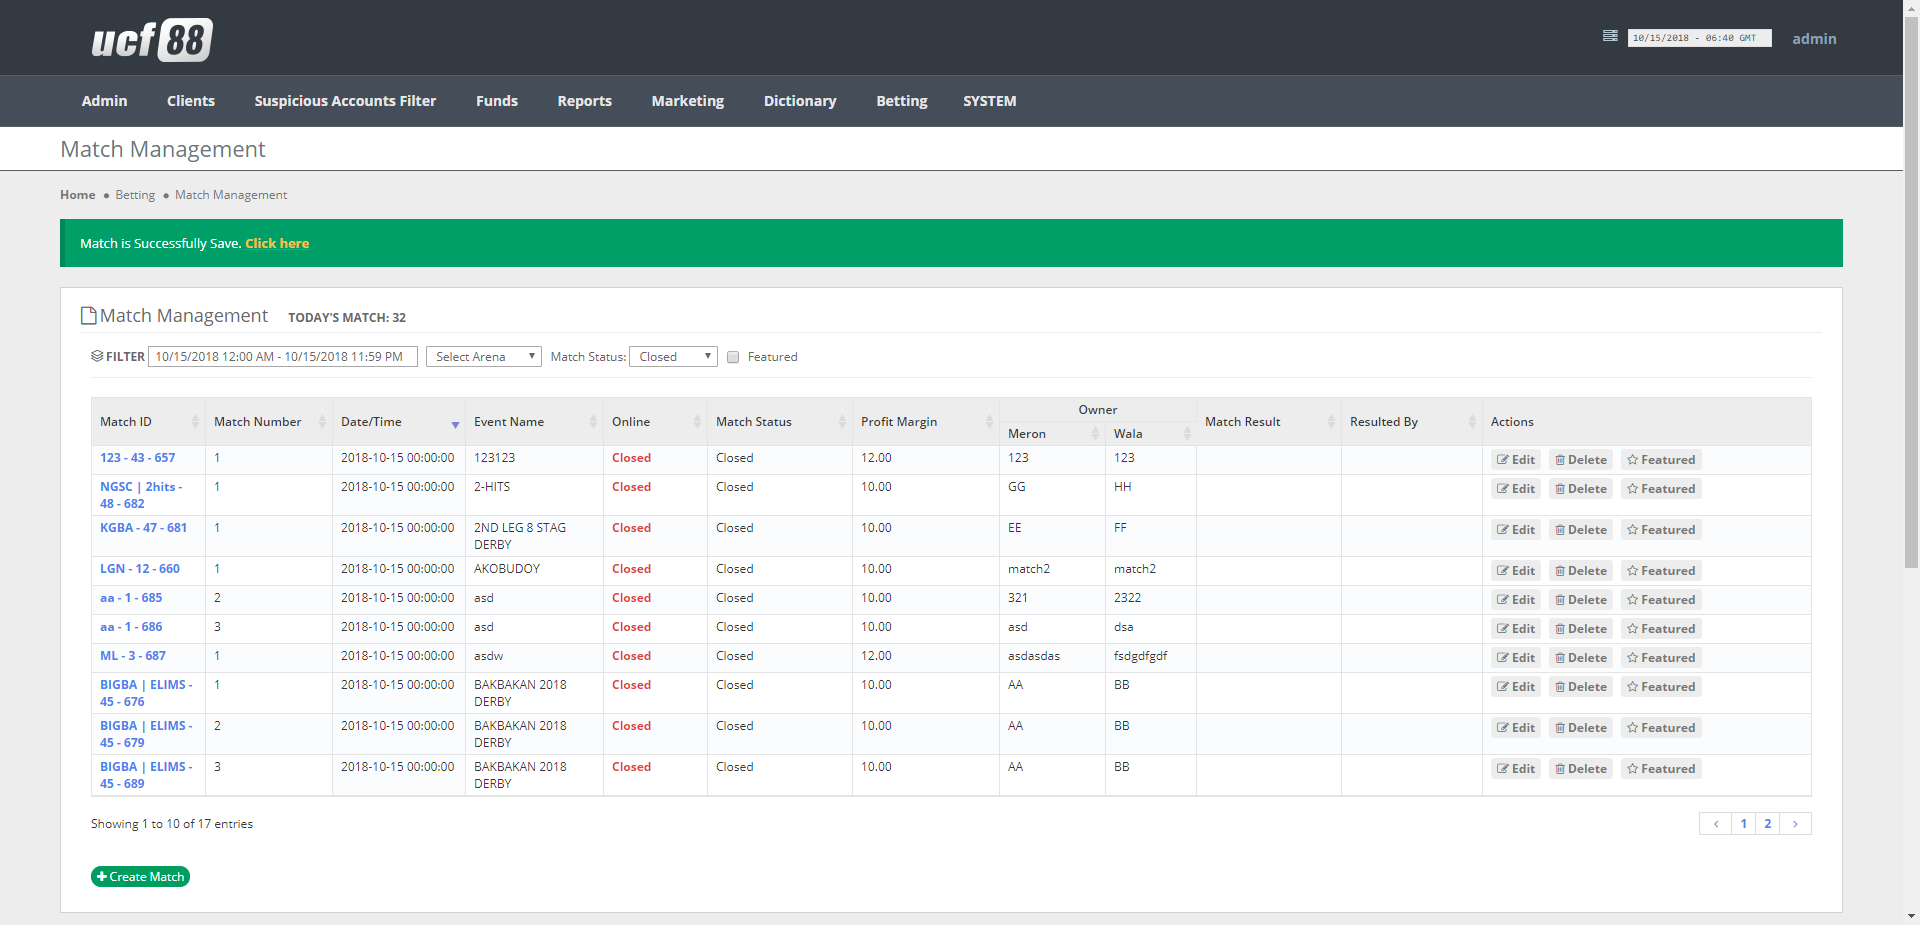 ucf 88
10/15/2018 - 06:40 GMT
admin
Admin Clients Suspicious Accounts Filter Funds Reports Marketing Dictionary Betting SYSTEM
Match Management
Home • Betting • Match Management
Match is Successfully Save. Click here
Match Management TODAY'S MATCH: 32
FILTER 10/15/2018 12:00 AM - 10/15/2018 11:59 PM Select Arena Match Status: Closed Featured
Owner
Match ID Match Number Date/Time Event Name Online Match Status Profit Margin Match Result Resulted By Actions
Meron Wala
123 - 43 - 657 1 2018-10-15 00:00:00 123123 Closed Closed 12.00 123 123 Edit Delete Featured
NGSC | 2hits - 1 2018-10-15 00:00:00 2-HITS Closed Closed 10.00 GG HH Edit Delete Featured
48 - 682
KGBA - 47 - 681 1 2018-10-15 00:00:00 2ND LEG 8 STAG Closed Closed 10.00 EE FF Edit Delete Featured
DERBY
LGN - 12 - 660 1 2018-10-15 00:00:00 AKOBUDOY Closed Closed 10.00 match2 match2 Edit Delete Featured
aa - 1 - 685 2 2018-10-15 00:00:00 asd Closed Closed 10.00 321 2322 Edit Delete Featured
aa - 1 - 686 3 2018-10-15 00:00:00 asd Closed Closed 10.00 asd dsa Edit Delete Featured
ML - 3 - 687 1 2018-10-15 00:00:00 asdw Closed Closed 12.00 asdasdas fsdgdfgdf Edit Delete Featured
BIGBA | ELIMS - 1 2018-10-15 00:00:00 BAKBAKAN 2018 Closed Closed 10.00 AA BB Edit Delete Featured
45 - 676 DERBY
BIGBA | ELIMS - 2 2018-10-15 00:00:00 BAKBAKAN 2018 Closed Closed 10.00 AA BB Edit Delete Featured
45 - 679 DERBY
BIGBA | ELIMS - 3 2018-10-15 00:00:00 BAKBAKAN 2018 Closed Closed 10.00 AA BB Edit Delete Featured
45 - 689 DERBY
Showing 1 to 10 of 17 entries ‹ 1 2 ›
Create Match